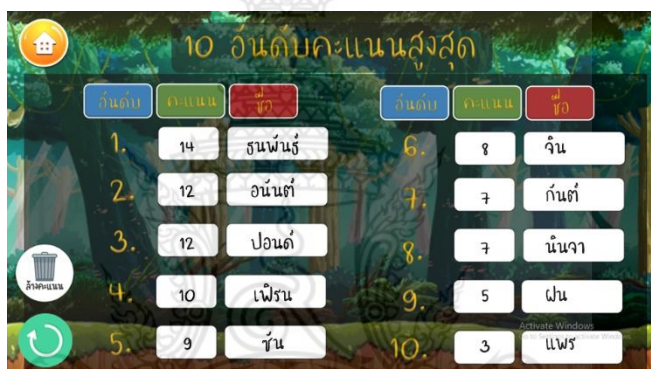 10 อันดับคะแนนสูงสุด
อันดับ คะแนน ชื่อ
1. 14 ธนพันธ์
2. 12 อนันต์
3. 12 ปอนด์
4. 10 เฟิรน
5. 9 ซัน
อันดับ คะแนน ชื่อ
6. 8 จิน
7. 7 กันต์
8. 7 นินจา
9. 5 ฝน
10. 3 แพร
ล้างคะแนน
Activate Windows